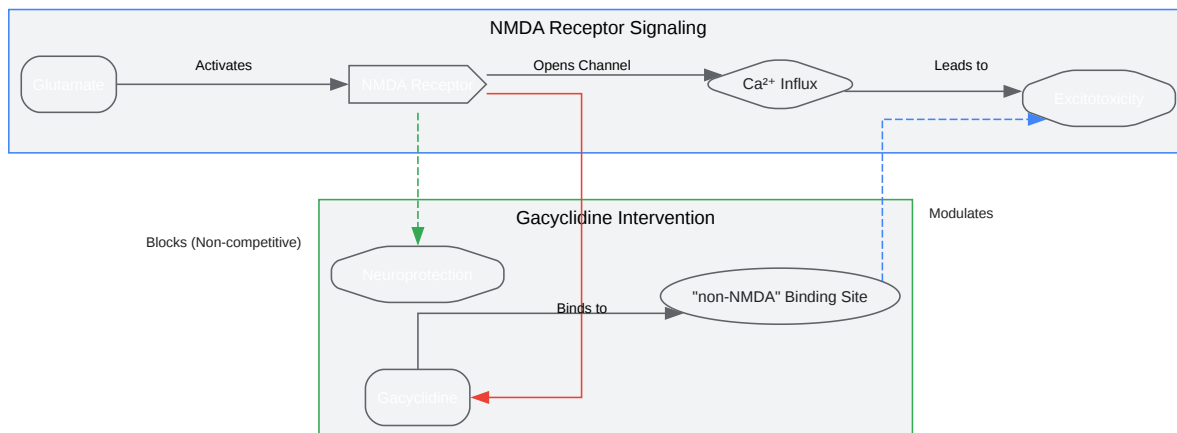 NMDA Receptor Signaling
Glutamate
Activates
NMDA Receptor
Opens Channel
Ca²⁺ Influx
Leads to
Excitotoxicity
Gacyclidine Intervention
Modulates
Blocks (Non-competitive)
Neuroprotection
"non-NMDA" Binding Site
Binds to
Gacyclidine